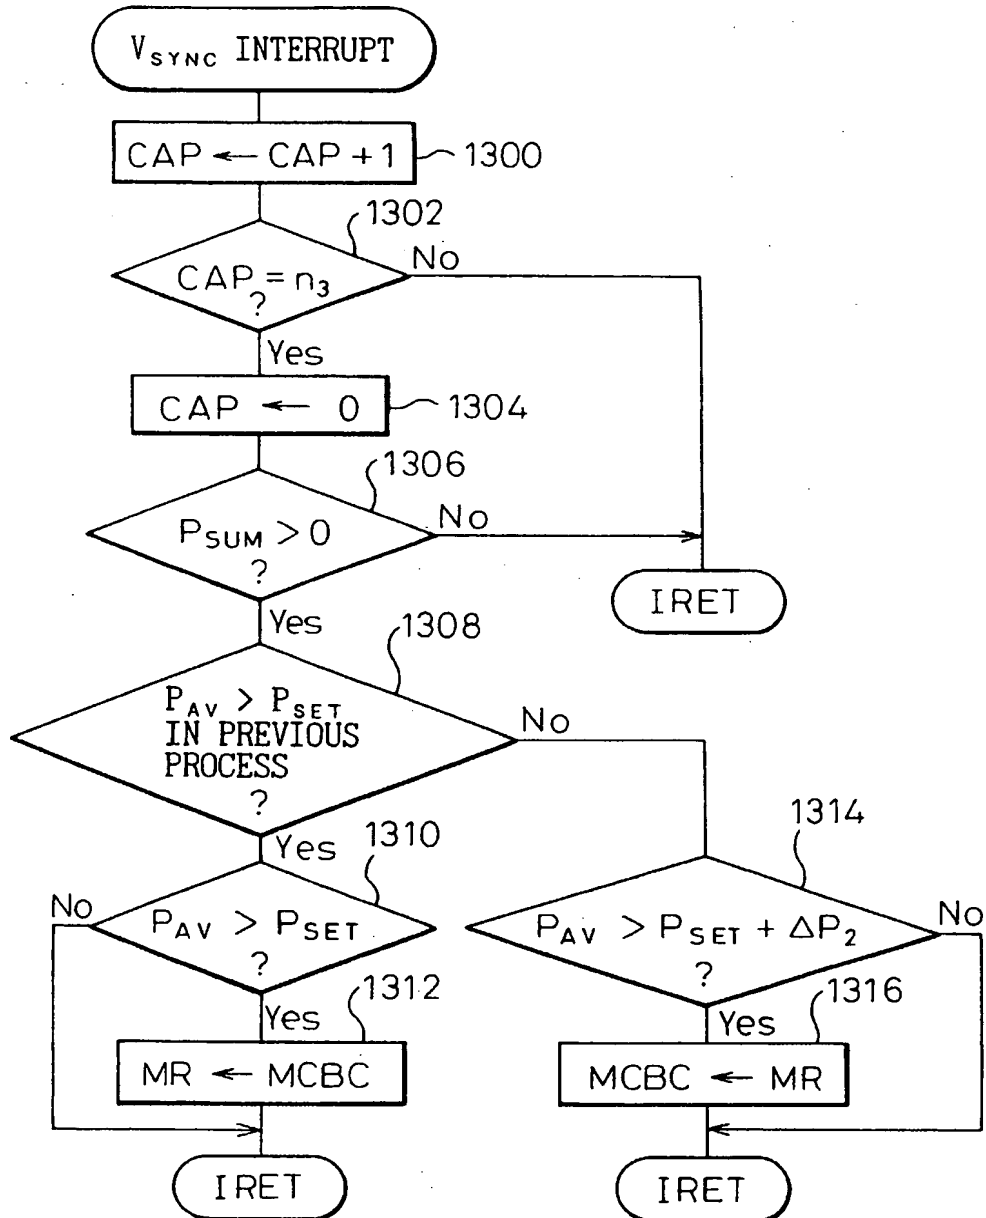 VSYNC INTERRUPT
CAP ← CAP + 1
1300
1302
CAP = n3
?
No
Yes
CAP ← 0
1304
1306
PSUM > 0
?
No
IRET
Yes
1308
PAV > PSET
IN PREVIOUS
PROCESS
?
No
Yes
1310
PAV > PSET
?
No
1314
PAV > PSET + ΔP2
?
No
Yes
1312
MR ← MCBC
Yes
1316
MCBC ← MR
IRET
IRET